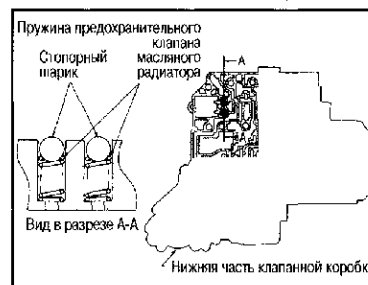 Пружина предохранительного
клапана
масляного
радиатора
Стопорный
шарик
А
Вид в разрезе А-А
Нижняя часть клапанной коробк